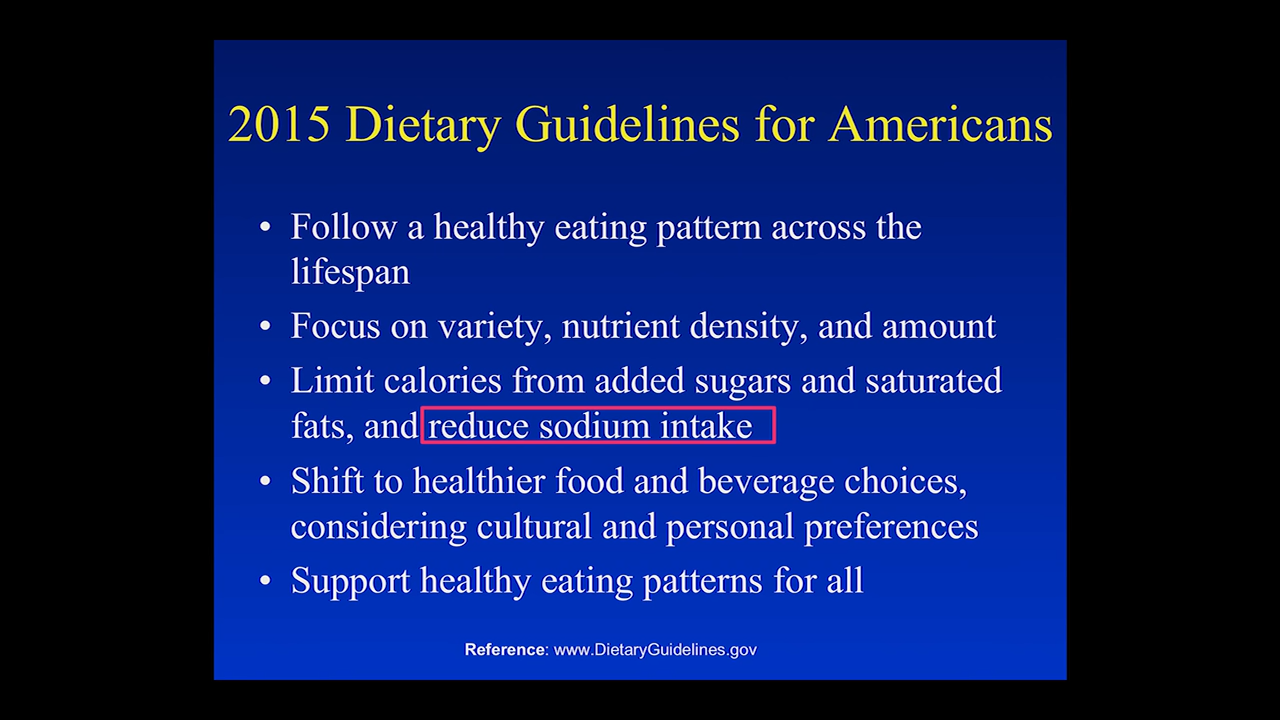 2015 Dietary Guidelines for Americans
• Follow a healthy eating pattern across the
lifespan
• Focus on variety, nutrient density, and amount
• Limit calories from added sugars and saturated
fats, and reduce sodium intake
• Shift to healthier food and beverage choices,
considering cultural and personal preferences
• Support healthy eating patterns for all
Reference: www.DietaryGuidelines.gov